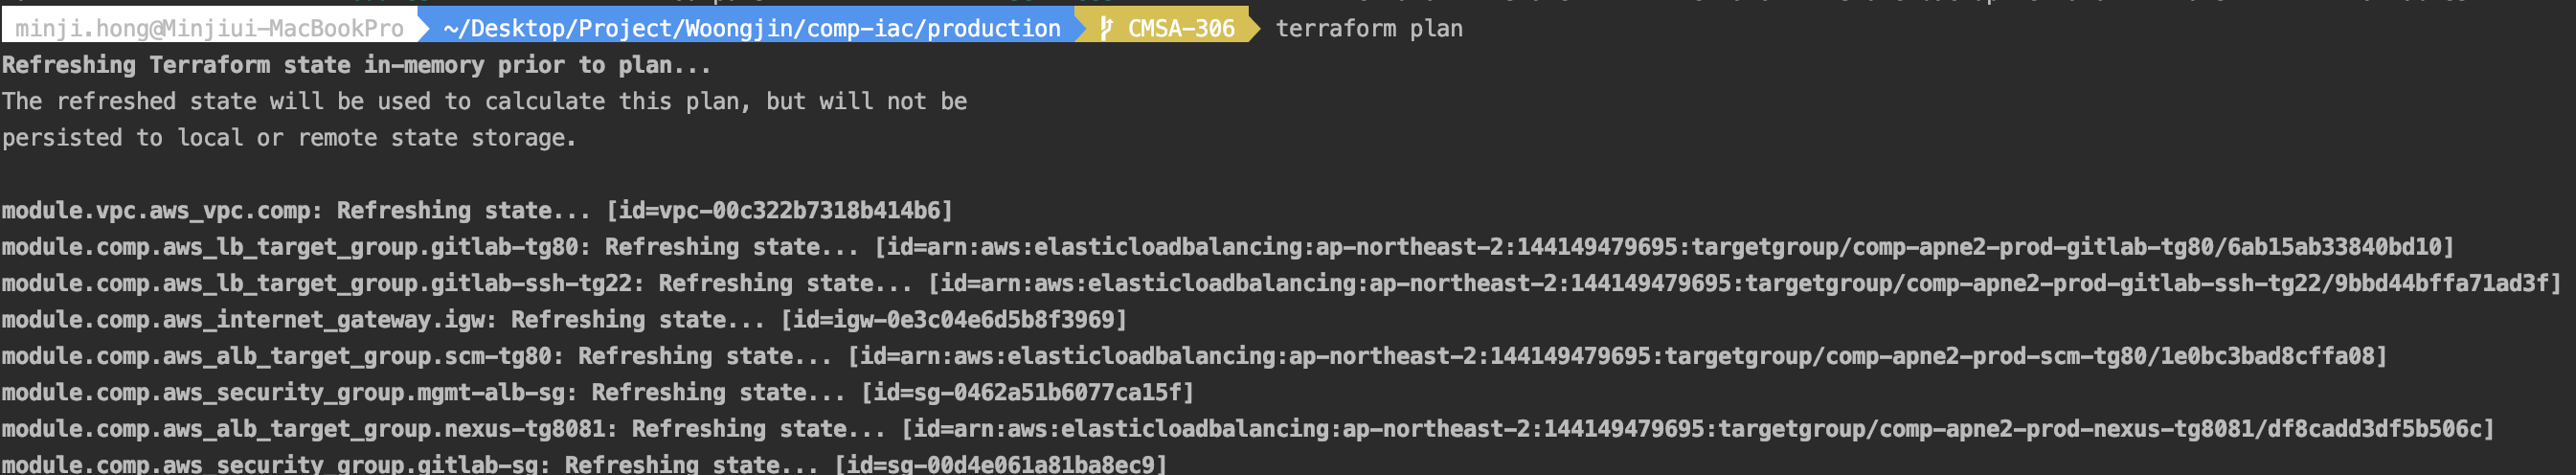 minji.hong@Minjiui-MacBookPro ~/Desktop/Project/Woongjin/comp-iac/production CMSA-306 terraform plan
Refreshing Terraform state in-memory prior to plan...
The refreshed state will be used to calculate this plan, but will not be
persisted to local or remote state storage.
module.vpc.aws_vpc.comp: Refreshing state... [id=vpc-00c322b7318b414b6]
module.comp.aws_lb_target_group.gitlab-tg80: Refreshing state... [id=arn:aws:elasticloadbalancing:ap-northeast-2:144149479695:targetgroup/comp-apne2-prod-gitlab-tg80/6ab15ab33840bd10]
module.comp.aws_lb_target_group.gitlab-ssh-tg22: Refreshing state... [id=arn:aws:elasticloadbalancing:ap-northeast-2:144149479695:targetgroup/comp-apne2-prod-gitlab-ssh-tg22/9bbd44bffa71ad3f]
module.comp.aws_internet_gateway.igw: Refreshing state... [id=igw-0e3c04e6d5b8f3969]
module.comp.aws_alb_target_group.scm-tg80: Refreshing state... [id=arn:aws:elasticloadbalancing:ap-northeast-2:144149479695:targetgroup/comp-apne2-prod-scm-tg80/1e0bc3bad8cffa08]
module.comp.aws_security_group.mgmt-alb-sg: Refreshing state... [id=sg-0462a51b6077ca15f]
module.comp.aws_alb_target_group.nexus-tg8081: Refreshing state... [id=arn:aws:elasticloadbalancing:ap-northeast-2:144149479695:targetgroup/comp-apne2-prod-nexus-tg8081/df8cadd3df5b506c]
module.comp.aws_security_group.gitlab-sg: Refreshing state... [id=sg-00d4e061a81ba8ec9]